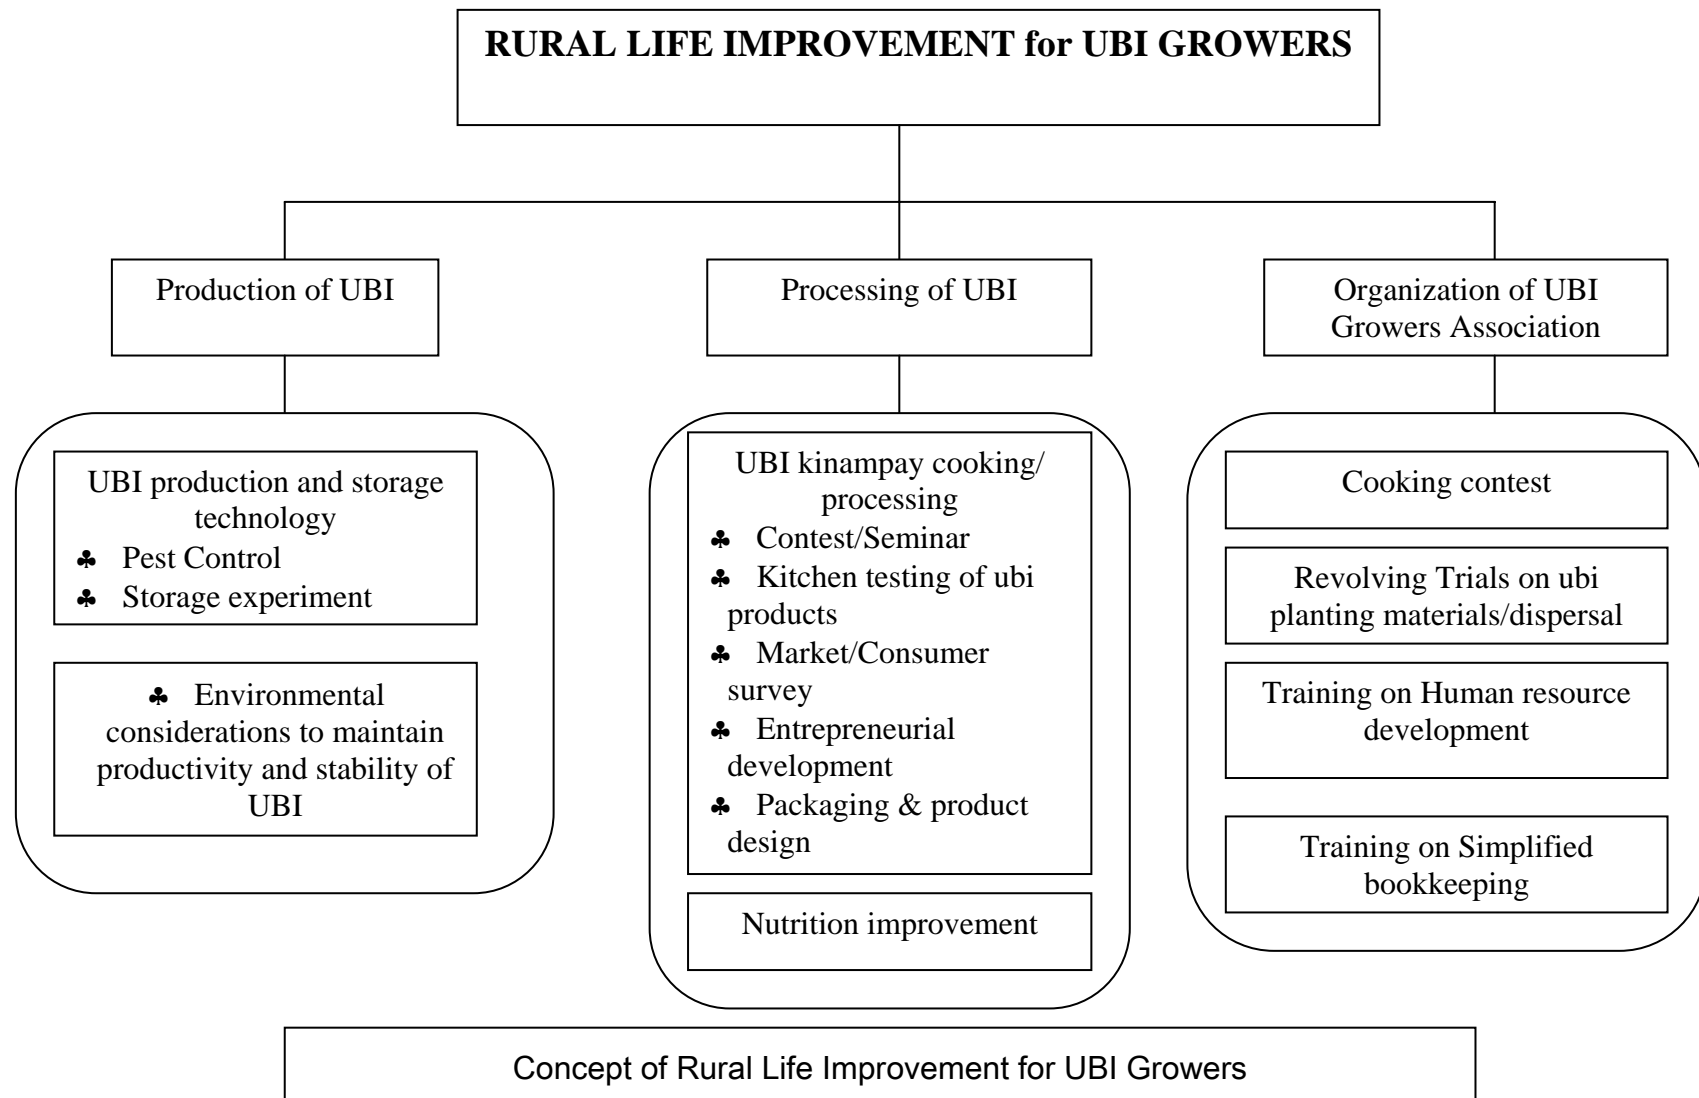 RURAL LIFE IMPROVEMENT for UBI GROWERS
Production of UBI
UBI production and storage
technology
♣ Pest Control
♣ Storage experiment
♣ Environmental
considerations to maintain
productivity and stability of
UBI
Processing of UBI
UBI kinampay cooking/
processing
♣ Contest/Seminar
♣ Kitchen testing of ubi
products
♣ Market/Consumer
survey
♣ Entrepreneurial
development
♣ Packaging & product
design
Nutrition improvement
Organization of UBI
Growers Association
Cooking contest
Revolving Trials on ubi
planting materials/dispersal
Training on Human resource
development
Training on Simplified
bookkeeping
Concept of Rural Life Improvement for UBI Growers